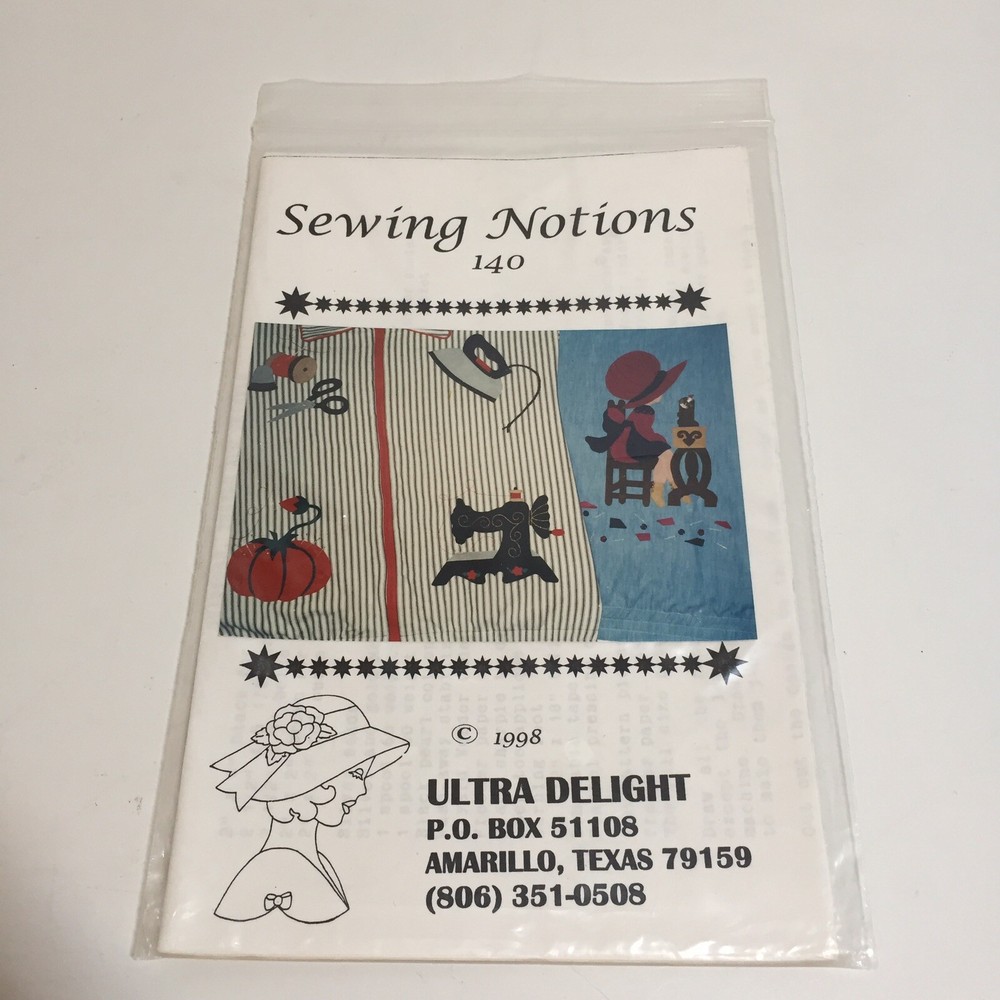 Sewing Notions
140
© 1998
ULTRA DELIGHT
P.O. BOX 51108
AMARILLO, TEXAS 79159
(806) 351-0508